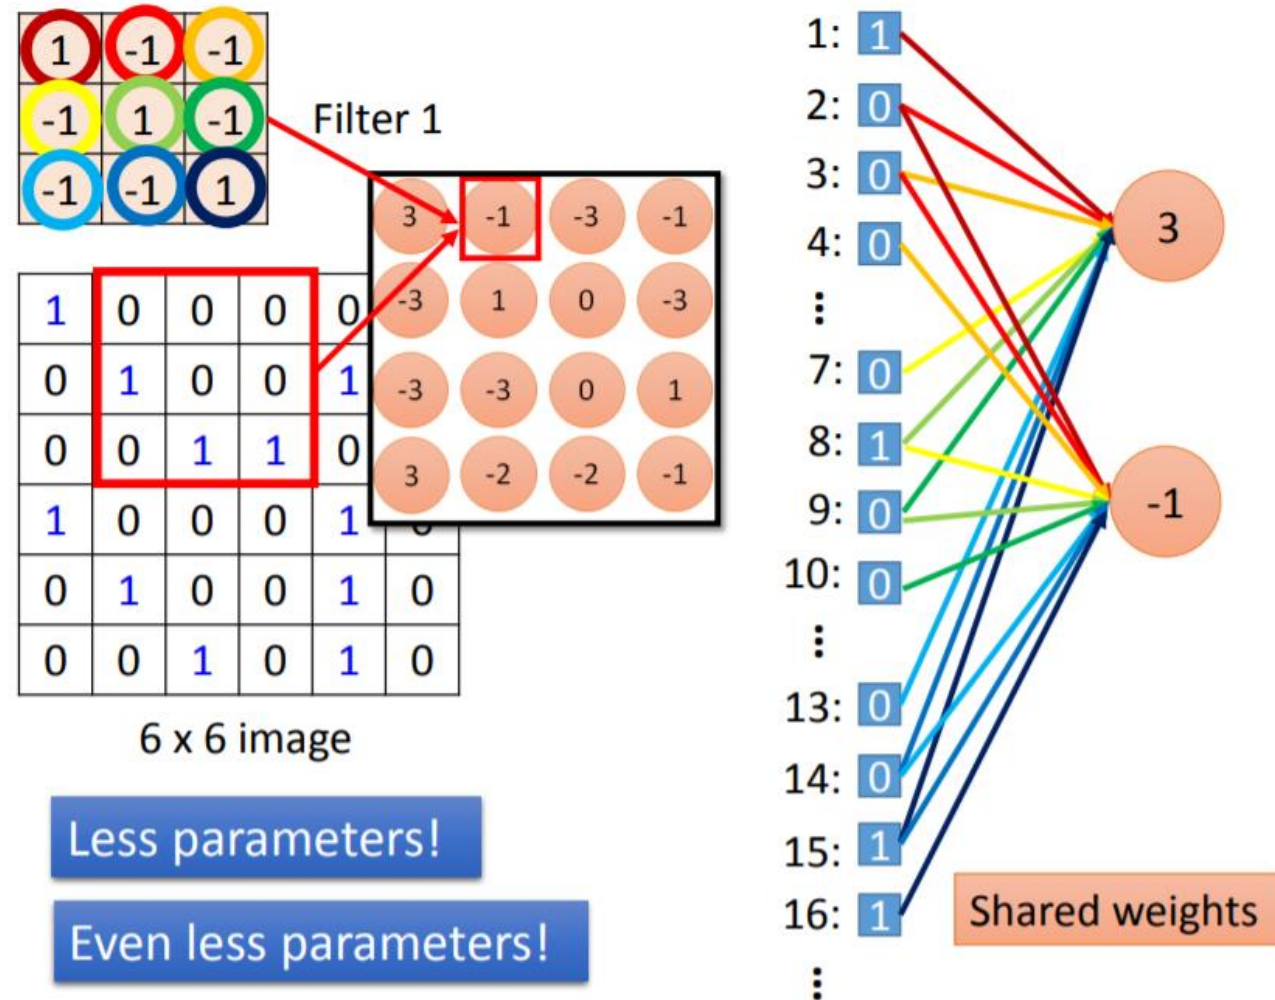 1 -1 -1
-1 1 -1
-1 -1 1
Filter 1
3 -1 -3 -1
-3 1 0 -3
-3 -3 0 1
3 -2 -2 -1
1 0 0 0 0
0 1 0 0 1
0 0 1 1 0
1 0 0 0 1 0
0 1 0 0 1 0
0 0 1 0 1 0
6 x 6 image
Less parameters!
Even less parameters!
1: 1
2: 0
3: 0
4: 0
⋮
7: 0
8: 1
9: 0
10: 0
⋮
13: 0
14: 0
15: 1
16: 1
⋮
3
-1
Shared weights